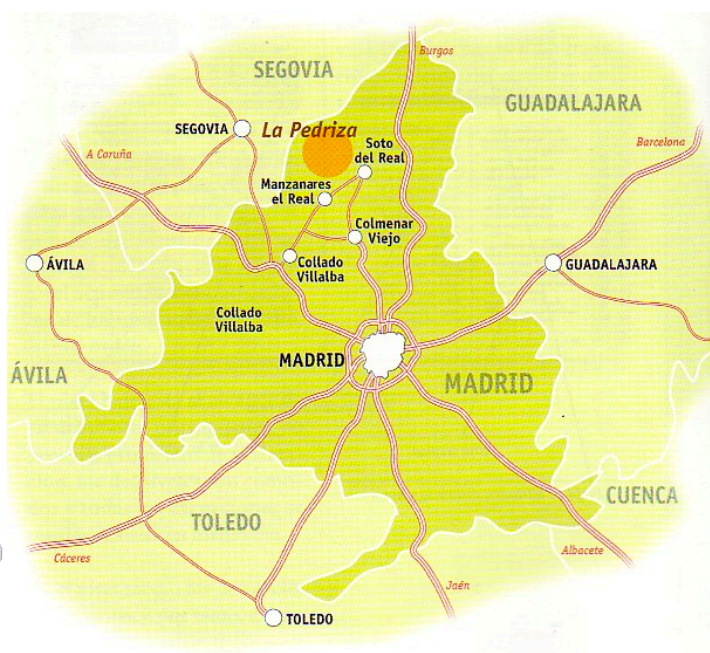 Burgos
SEGOVIA
GUADALAJARA
SEGOVIA
La Pedriza
Soto
del Real
Barcelona
A Coruña
Manzanares
el Real
Colmenar
Viejo
ÁVILA
Collado
Villalba
GUADALAJARA
Collado
Villalba
MADRID
ÁVILA
MADRID
CUENCA
TOLEDO
Cáceres
Albacete
Jaén
TOLEDO